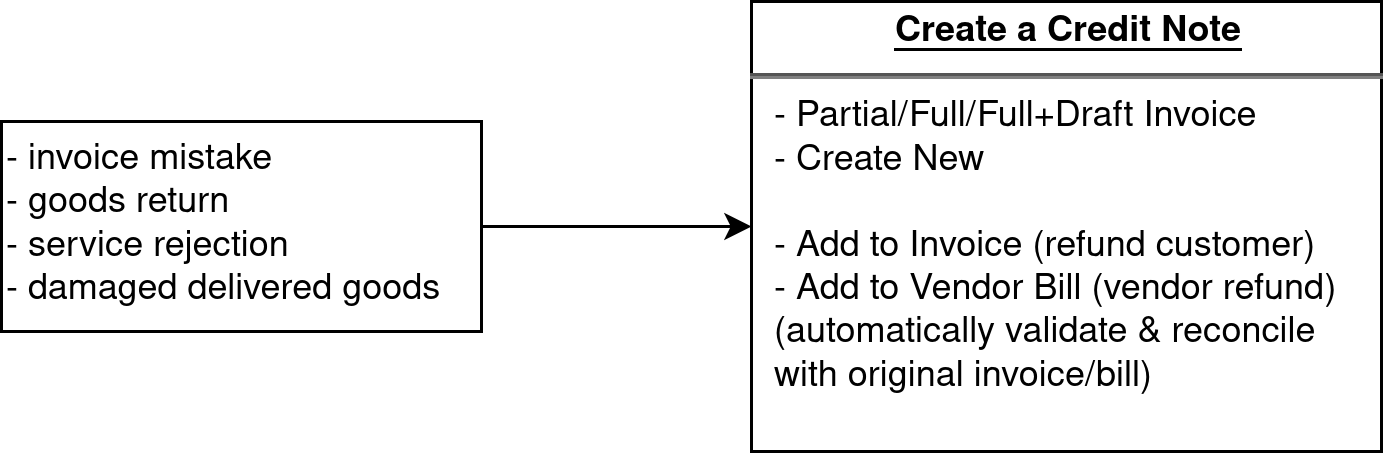 - invoice mistake
- goods return
- service rejection
- damaged delivered goods
Create a Credit Note
- Partial/Full/Full+Draft Invoice
- Create New
- Add to Invoice (refund customer)
- Add to Vendor Bill (vendor refund)
(automatically validate & reconcile
with original invoice/bill)